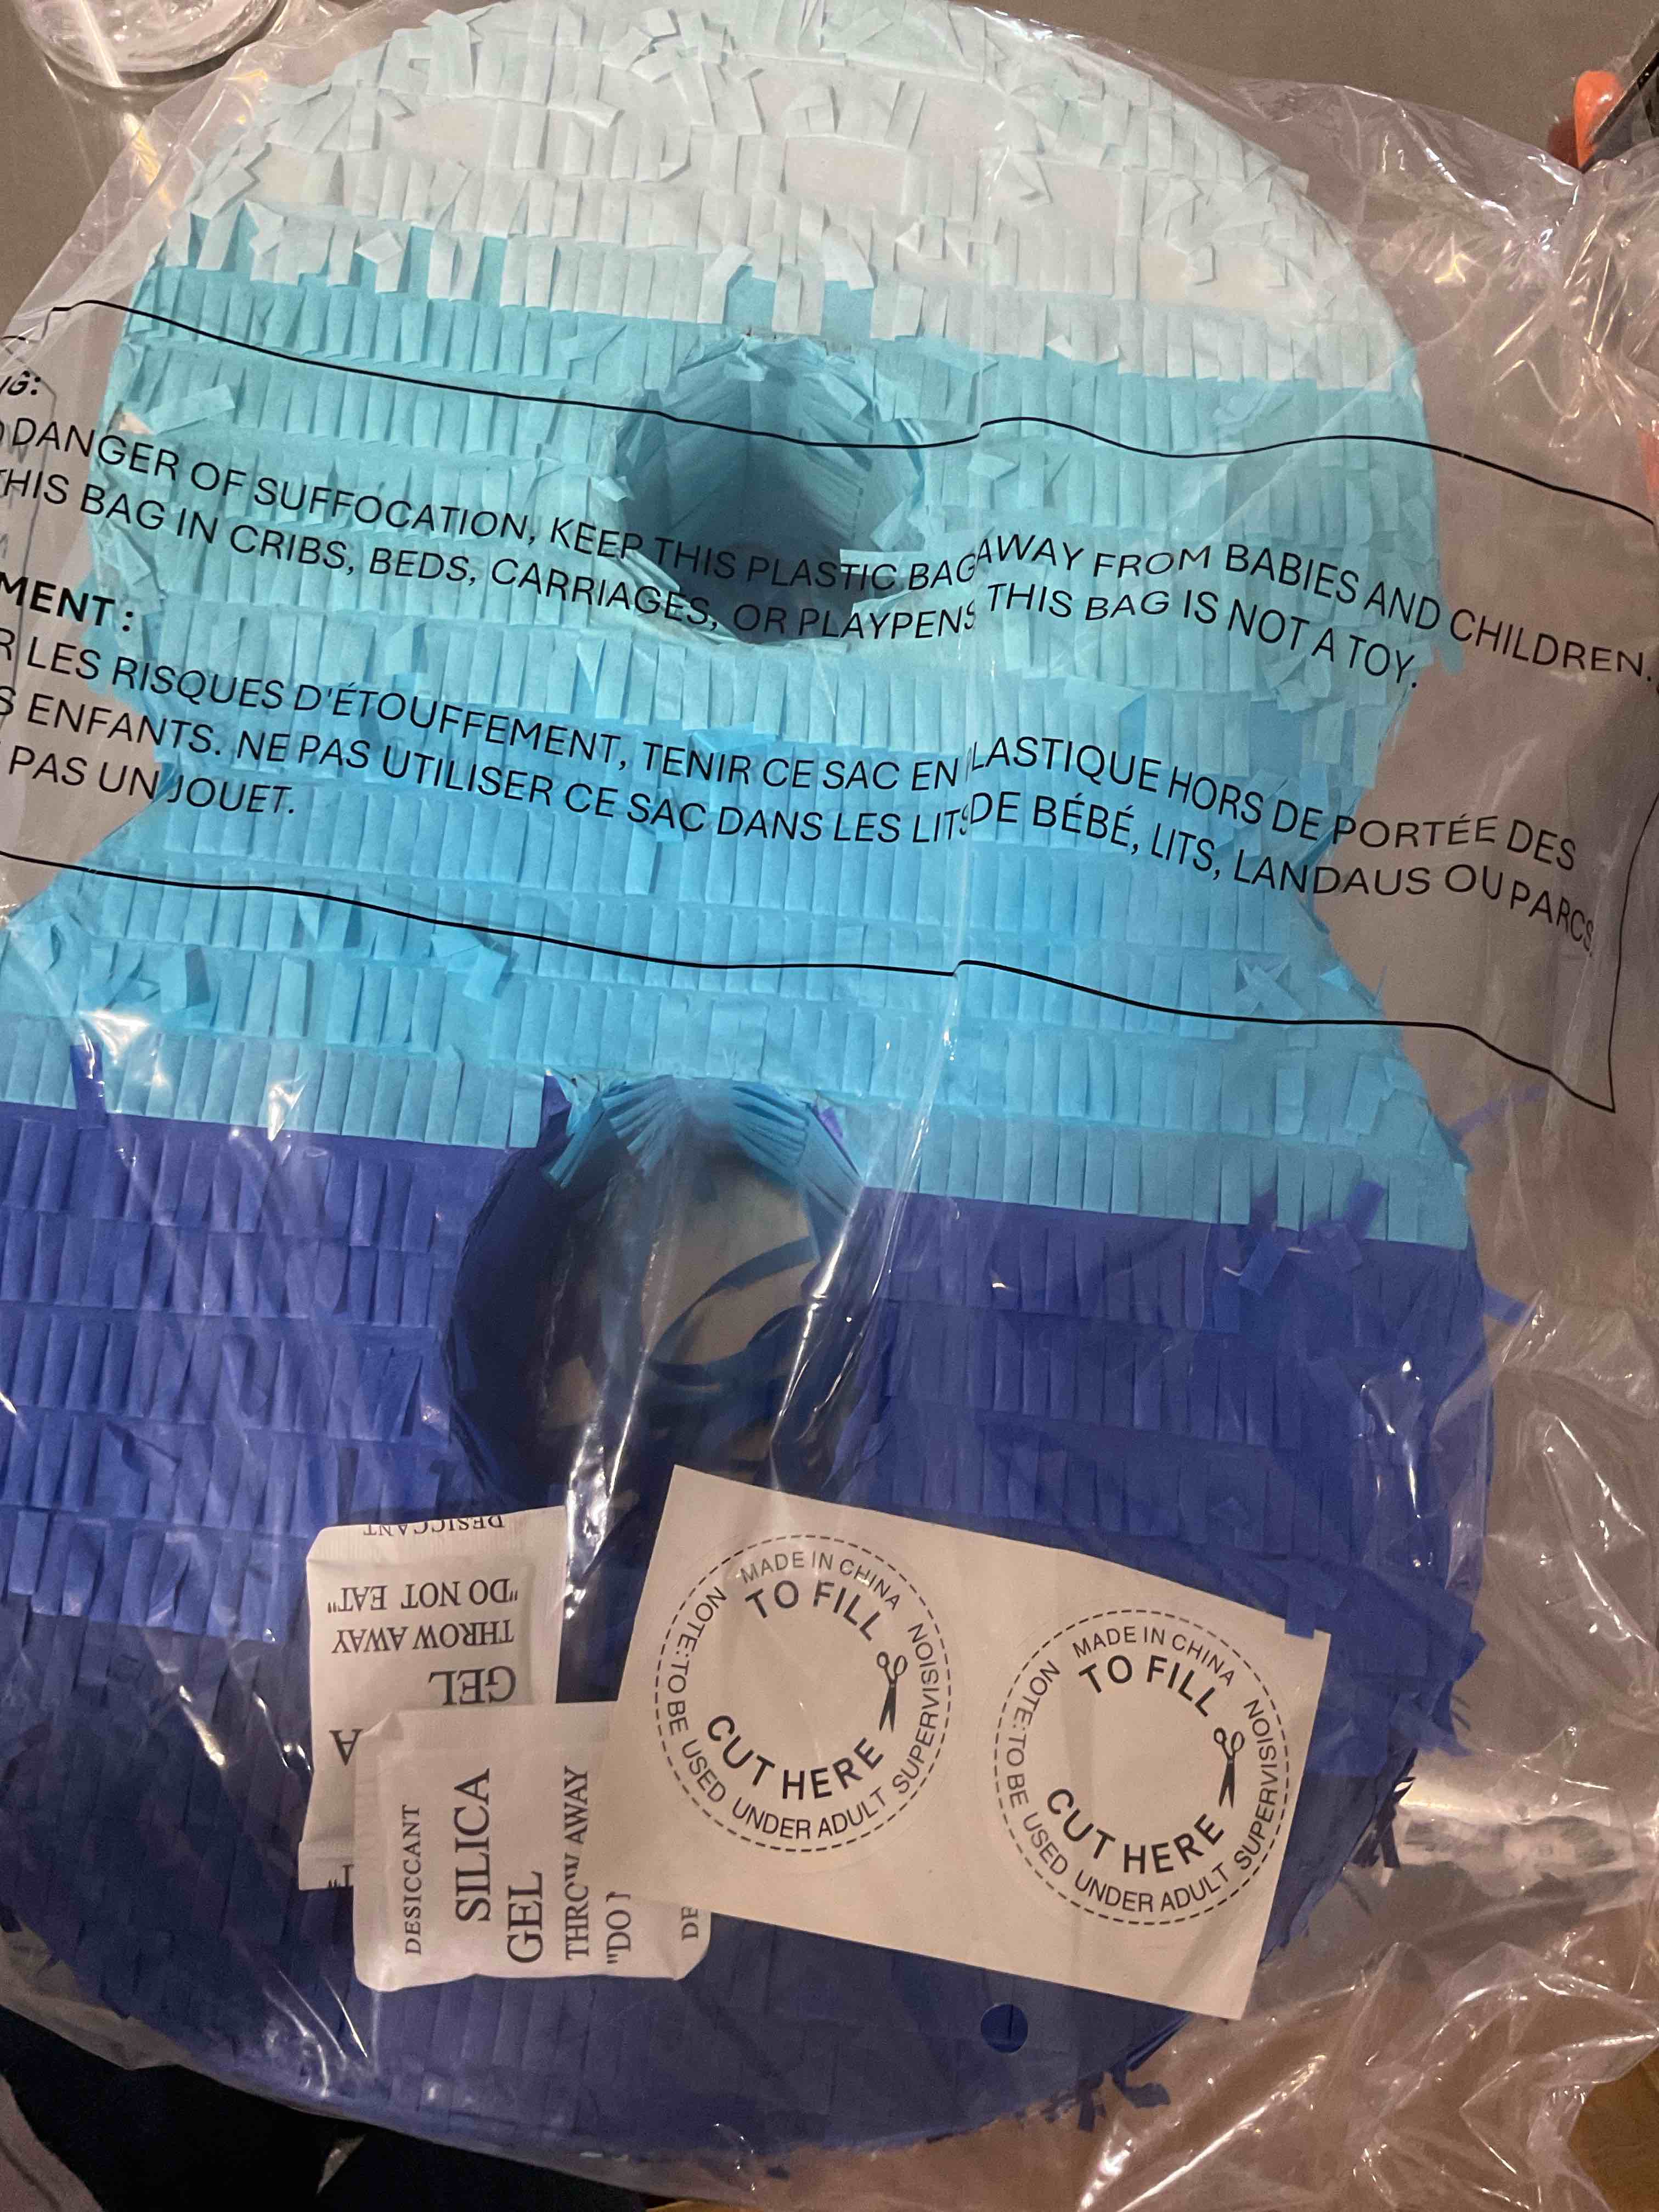 DANGER OF SUFFOCATION, KEEP THIS PLASTIC BAG AWAY FROM BABIES AND CHILDREN.
THIS BAG IN CRIBS, BEDS, CARRIAGES, OR PLAYPENS THIS BAG IS NOT A TOY.
LES RISQUES D'ÉTOUFFEMENT, TENIR CE SAC EN PLASTIQUE HORS DE PORTÉE DES
ENFANTS. NE PAS UTILISER CE SAC DANS LES LITS DE BÉBÉ, LITS, LANDAUS OU PARCS.
PAS UN JOUET.
DESICCANT
"DO NOT EAT"
THROW AWAY
GEL
DESICCANT
SILICA
GEL
THROW AWAY
"DO
MADE IN CHINA
TO FILL
CUT HERE
NOTE: TO BE USED UNDER ADULT SUPERVISION
MADE IN CHINA
TO FILL
CUT HERE
NOTE: TO BE USED UNDER ADULT SUPERVISION